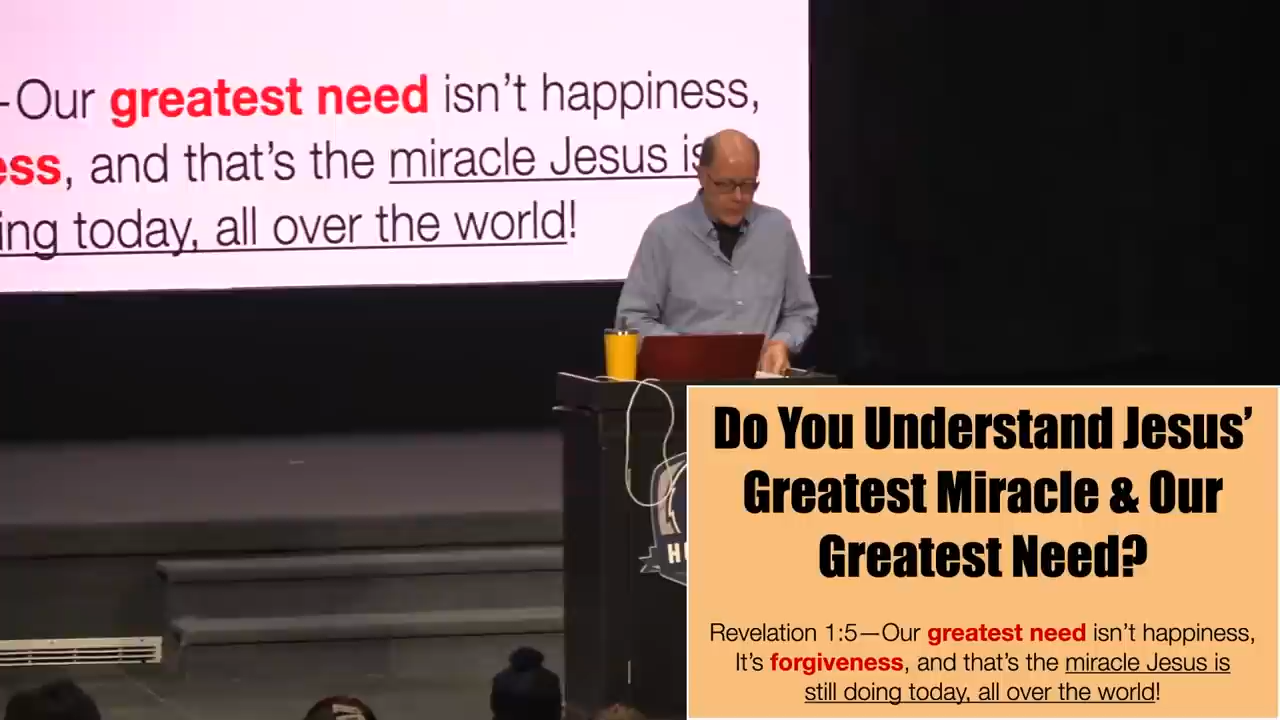 -Our greatest need isn't happiness,
ess, and that's the miracle Jesus is
ing today, all over the world!
HO
Do You Understand Jesus'
Greatest Miracle & Our
Greatest Need?
Revelation 1:5—Our greatest need isn't happiness,
It's forgiveness, and that's the miracle Jesus is
still doing today, all over the world!